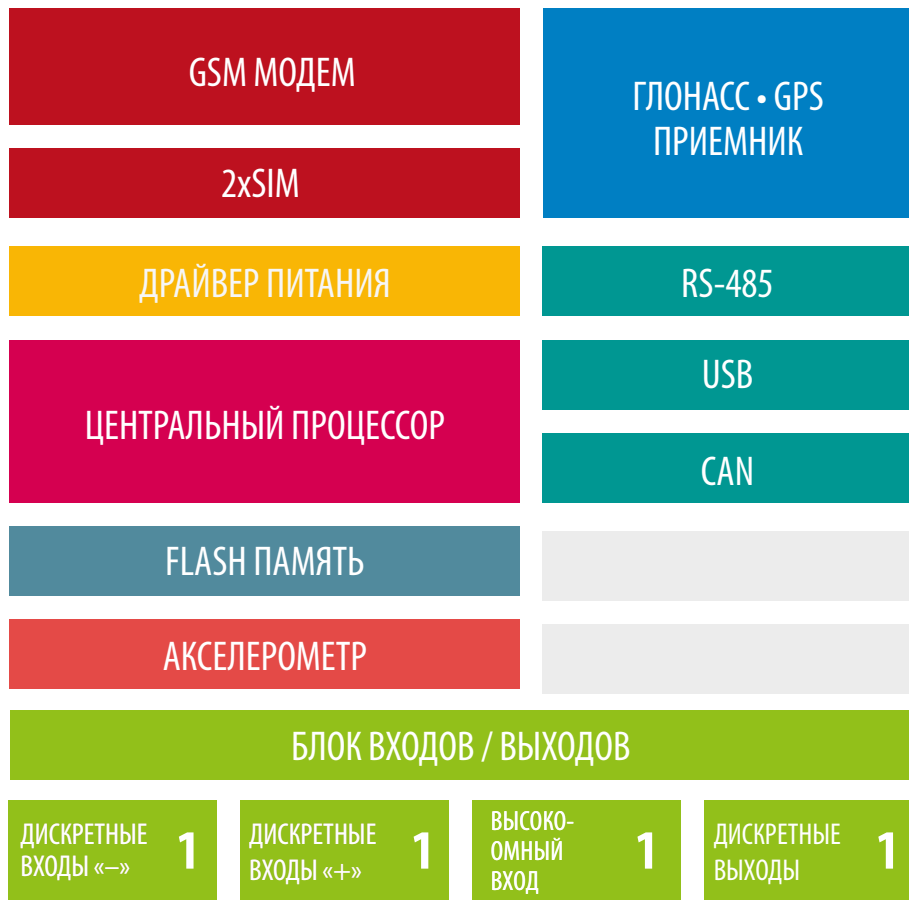 GSM МОДЕМ
2xSIM
ГЛОНАСС • GPS
ПРИЕМНИК
ДРАЙВЕР ПИТАНИЯ
RS-485
ЦЕНТРАЛЬНЫЙ ПРОЦЕССОР
USB
CAN
FLASH ПАМЯТЬ
АКСЕЛЕРОМЕТР
БЛОК ВХОДОВ / ВЫХОДОВ
ДИСКРЕТНЫЕ
ВХОДЫ «–»
1
ДИСКРЕТНЫЕ
ВХОДЫ «+»
1
ВЫСОКО-
ОМНЫЙ
ВХОД
1
ДИСКРЕТНЫЕ
ВЫХОДЫ
1